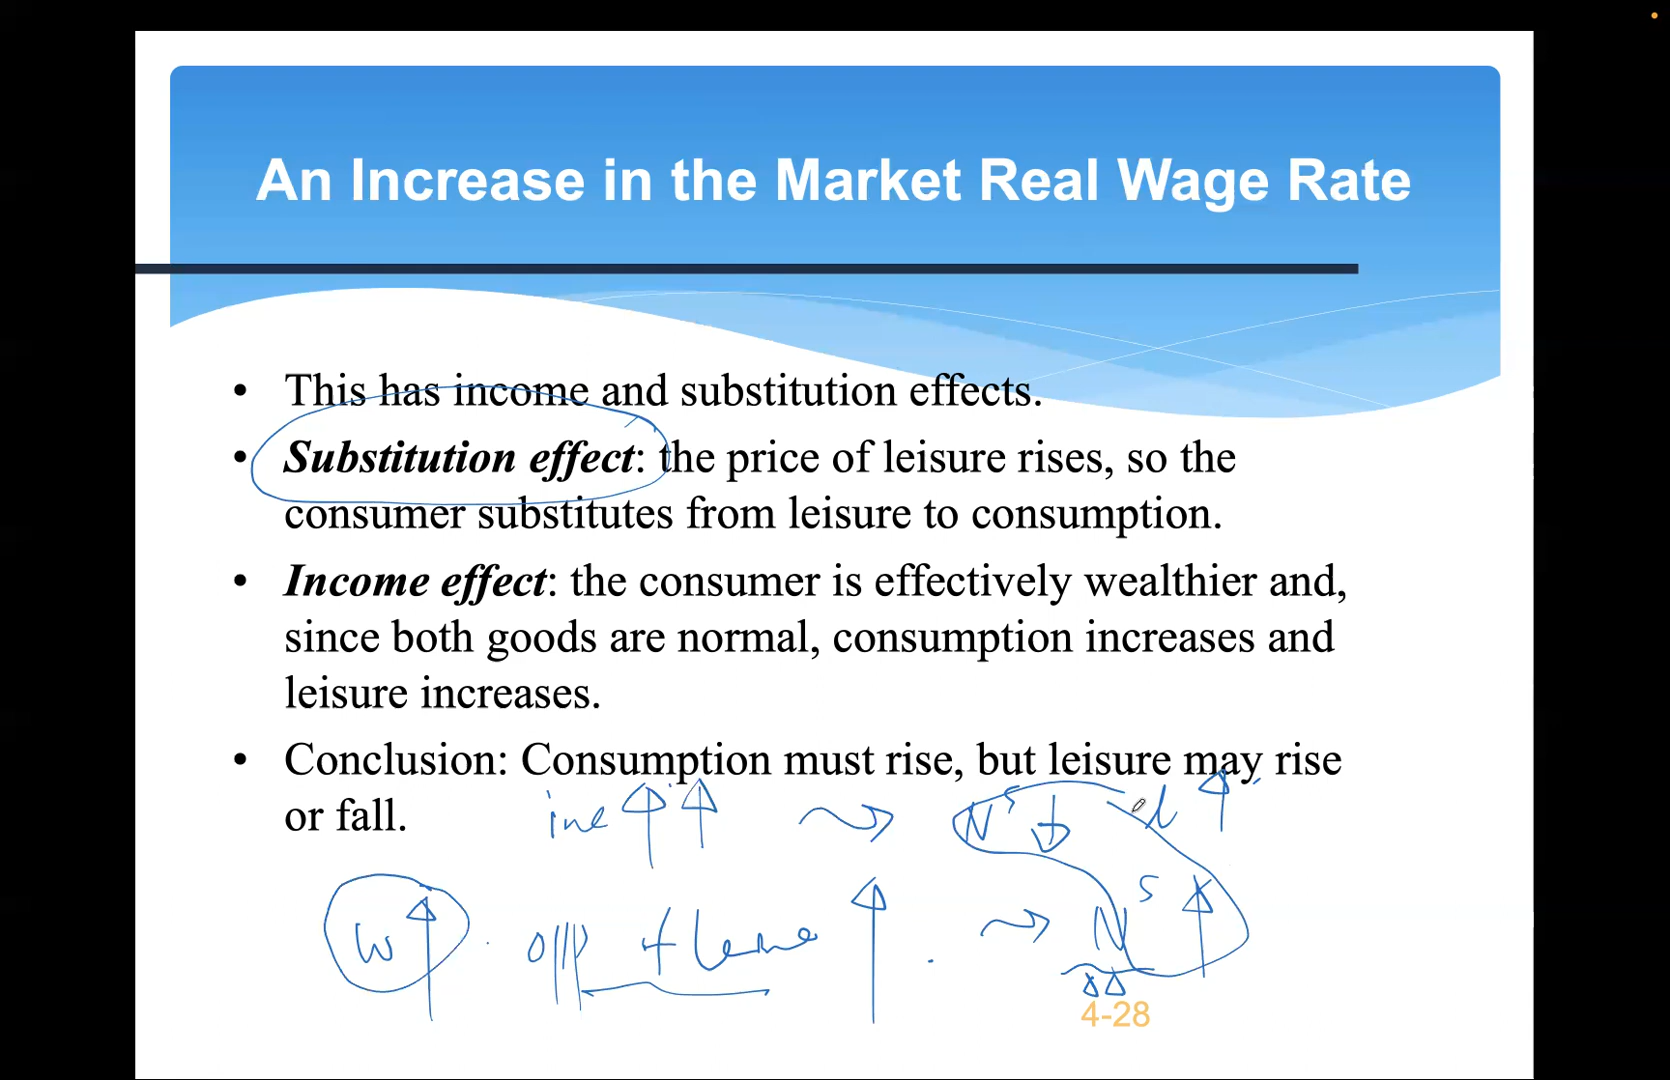 An Increase in the Market Real Wage Rate
• This has income and substitution effects.
• Substitution effect: the price of leisure rises, so the
consumer substitutes from leisure to consumption.
• Income effect: the consumer is effectively wealthier and,
since both goods are normal, consumption increases and
leisure increases.
• Conclusion: Consumption must rise, but leisure may rise
or fall.
inc ↑ ↑ N^s ↓ l ↑
w ↑ opp of leisure ↑ N^s ↑
4-28